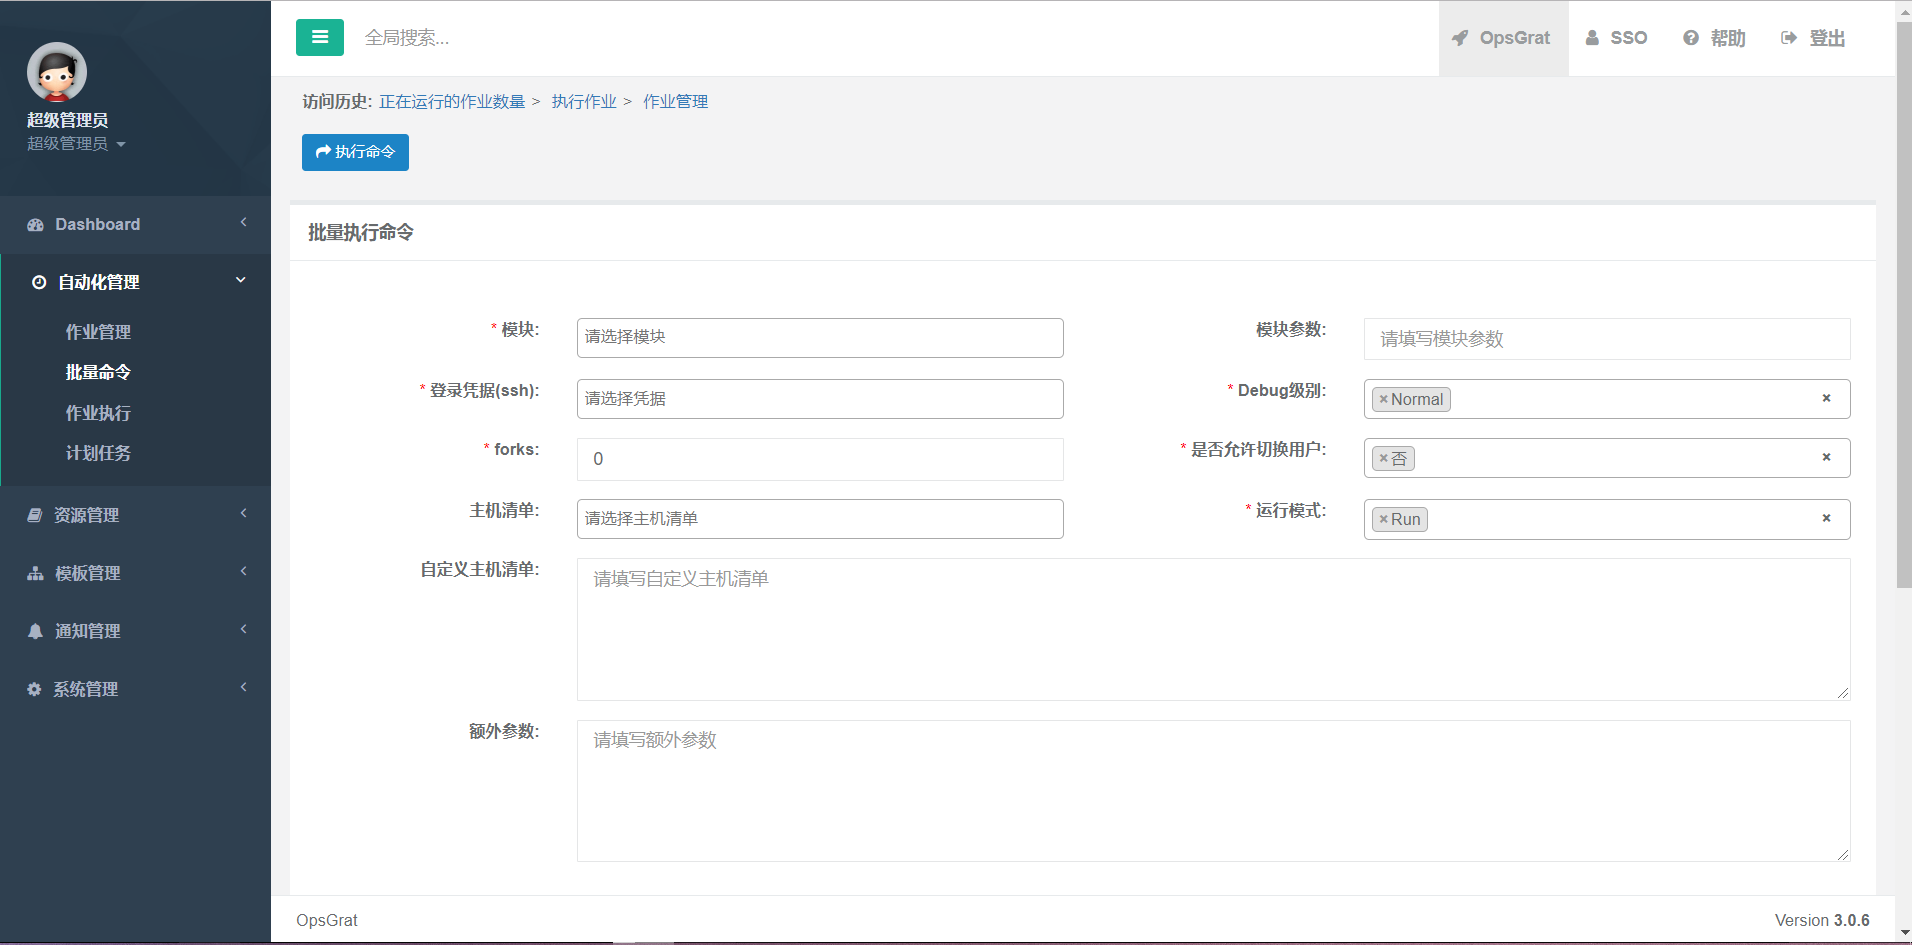 全局搜索...
OpsGrat
SSO
帮助
登出
超级管理员
超级管理员
Dashboard
自动化管理
作业管理
批量命令
作业执行
计划任务
资源管理
模板管理
通知管理
系统管理
访问历史: 正在运行的作业数量 > 执行作业 > 作业管理
执行命令
批量执行命令
* 模块: 请选择模块
模块参数: 请填写模块参数
* 登录凭据(ssh): 请选择凭据
* Debug级别: ×Normal ×
* forks: 0
* 是否允许切换用户: ×否 ×
主机清单: 请选择主机清单
* 运行模式: ×Run ×
自定义主机清单: 请填写自定义主机清单
额外参数: 请填写额外参数
OpsGrat
Version 3.0.6